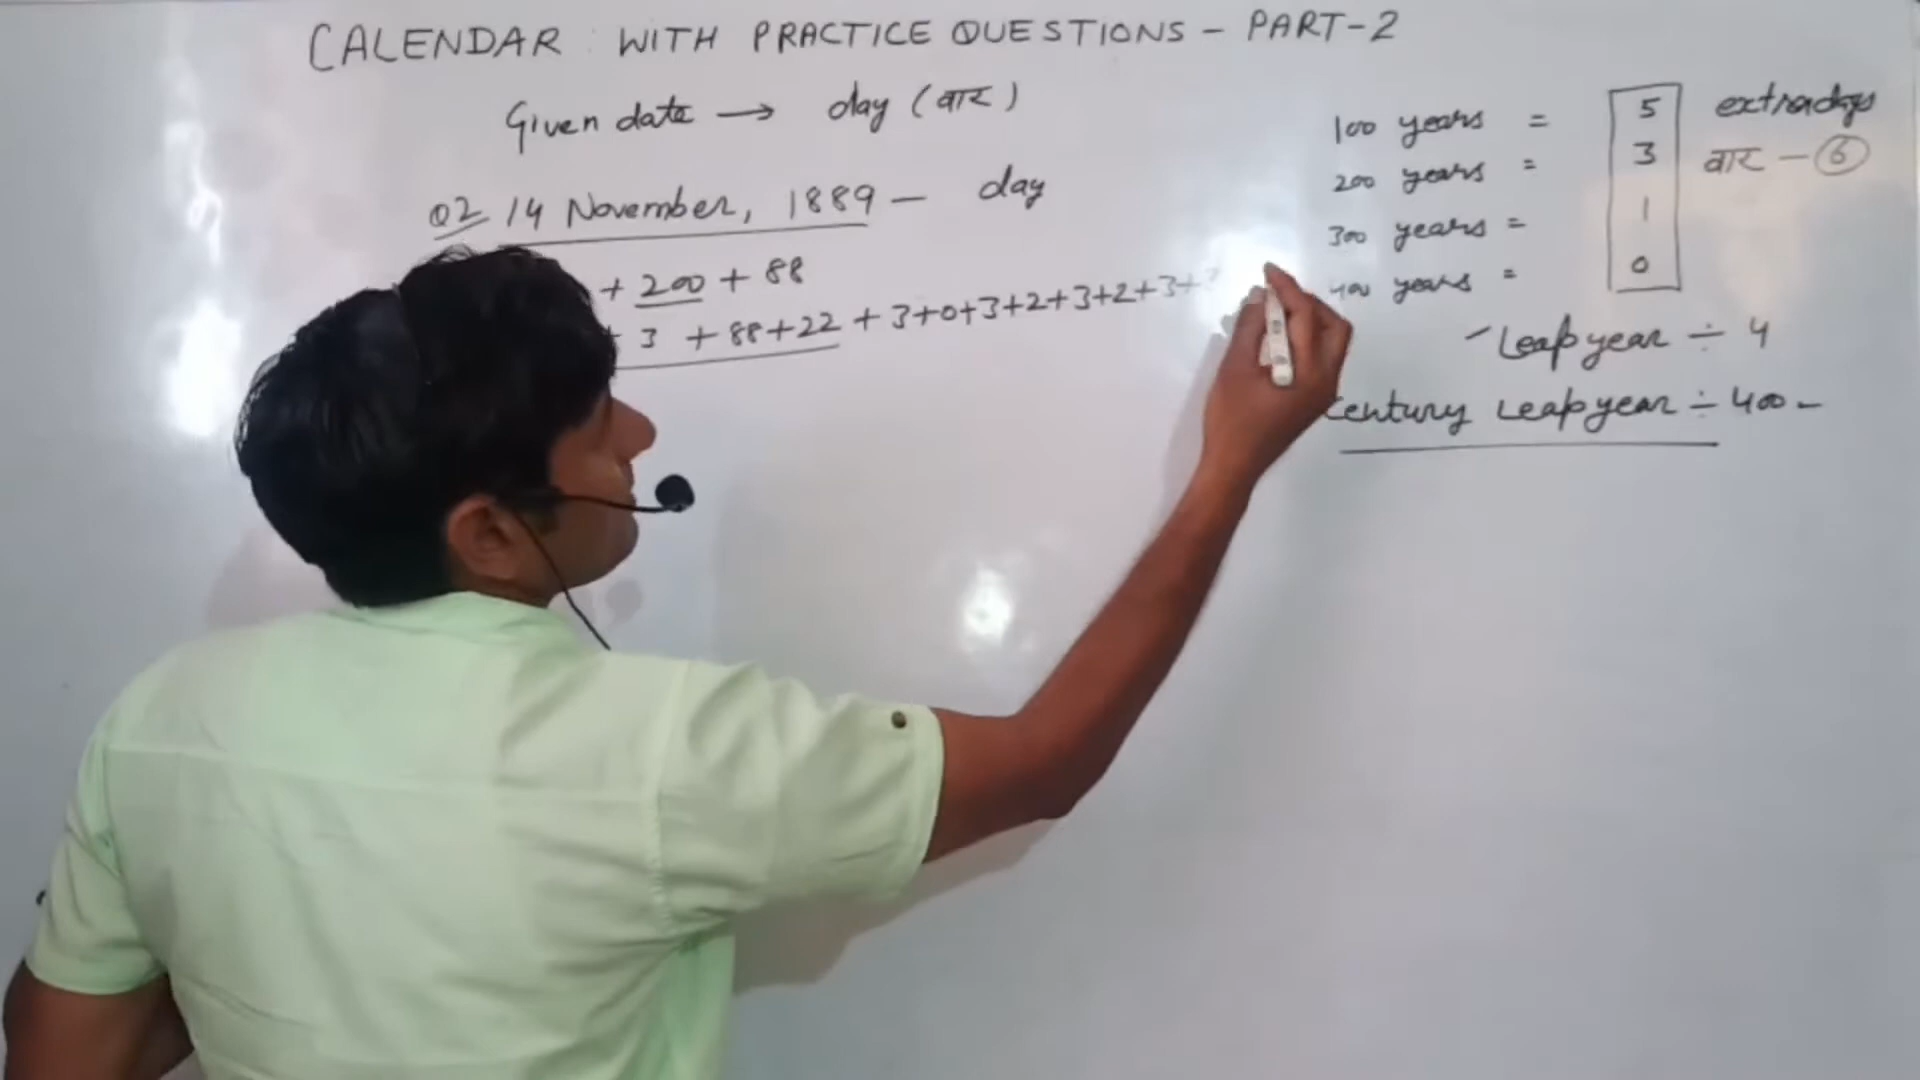 CALENDAR : WITH PRACTICE QUESTIONS - PART-2
Given date → day (वार)
Q2 14 November, 1889 — day
+ 200 + 88
+ 3 + 88+22 + 3+0+3+2+3+2+3+
100 years = 5 extradays
200 years = 3 वार - 6
300 years = 1
400 years = 0
Leap year ÷ 4
Century Leap year ÷ 400